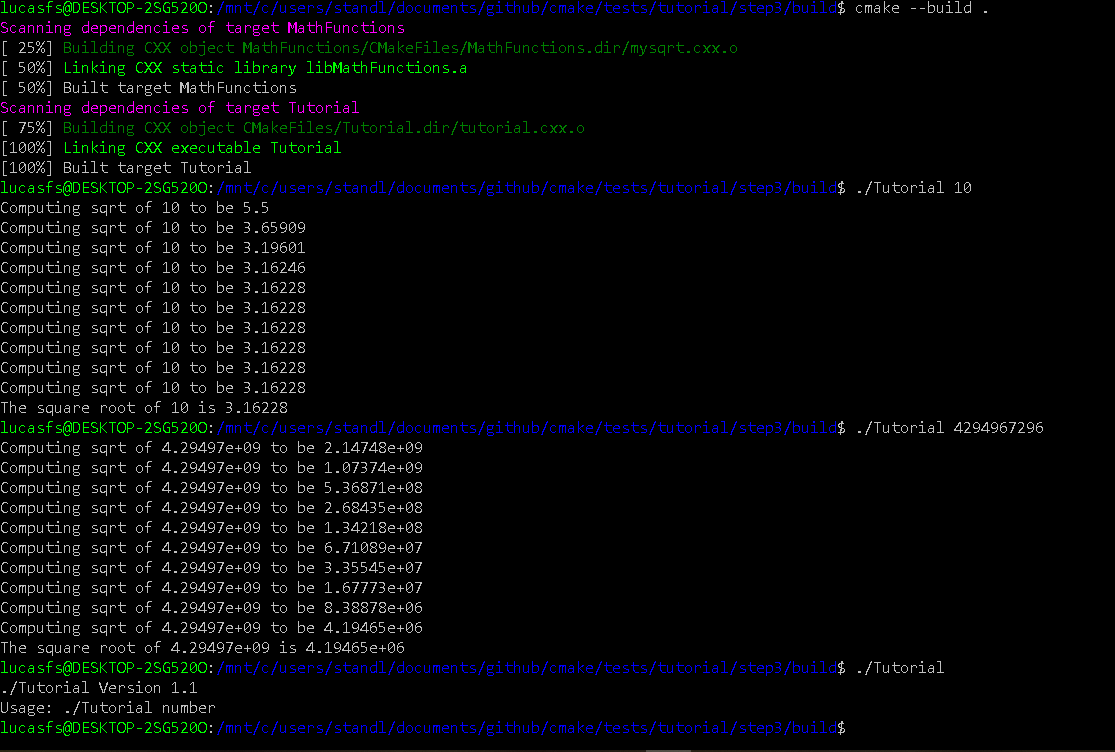 lucasfs@DESKTOP-2SG520O:/mnt/c/users/standl/documents/github/cmake/tests/tutorial/step3/build$ cmake --build .
Scanning dependencies of target MathFunctions
[ 25%] Building CXX object MathFunctions/CMakeFiles/MathFunctions.dir/mysqrt.cxx.o
[ 50%] Linking CXX static library libMathFunctions.a
[ 50%] Built target MathFunctions
Scanning dependencies of target Tutorial
[ 75%] Building CXX object CMakeFiles/Tutorial.dir/tutorial.cxx.o
[100%] Linking CXX executable Tutorial
[100%] Built target Tutorial
lucasfs@DESKTOP-2SG520O:/mnt/c/users/standl/documents/github/cmake/tests/tutorial/step3/build$ ./Tutorial 10
Computing sqrt of 10 to be 5.5
Computing sqrt of 10 to be 3.65909
Computing sqrt of 10 to be 3.19601
Computing sqrt of 10 to be 3.16246
Computing sqrt of 10 to be 3.16228
Computing sqrt of 10 to be 3.16228
Computing sqrt of 10 to be 3.16228
Computing sqrt of 10 to be 3.16228
Computing sqrt of 10 to be 3.16228
Computing sqrt of 10 to be 3.16228
The square root of 10 is 3.16228
lucasfs@DESKTOP-2SG520O:/mnt/c/users/standl/documents/github/cmake/tests/tutorial/step3/build$ ./Tutorial 4294967296
Computing sqrt of 4.29497e+09 to be 2.14748e+09
Computing sqrt of 4.29497e+09 to be 1.07374e+09
Computing sqrt of 4.29497e+09 to be 5.36871e+08
Computing sqrt of 4.29497e+09 to be 2.68435e+08
Computing sqrt of 4.29497e+09 to be 1.34218e+08
Computing sqrt of 4.29497e+09 to be 6.71089e+07
Computing sqrt of 4.29497e+09 to be 3.35545e+07
Computing sqrt of 4.29497e+09 to be 1.67773e+07
Computing sqrt of 4.29497e+09 to be 8.38878e+06
Computing sqrt of 4.29497e+09 to be 4.19465e+06
The square root of 4.29497e+09 is 4.19465e+06
lucasfs@DESKTOP-2SG520O:/mnt/c/users/standl/documents/github/cmake/tests/tutorial/step3/build$ ./Tutorial
./Tutorial Version 1.1
Usage: ./Tutorial number
lucasfs@DESKTOP-2SG520O:/mnt/c/users/standl/documents/github/cmake/tests/tutorial/step3/build$